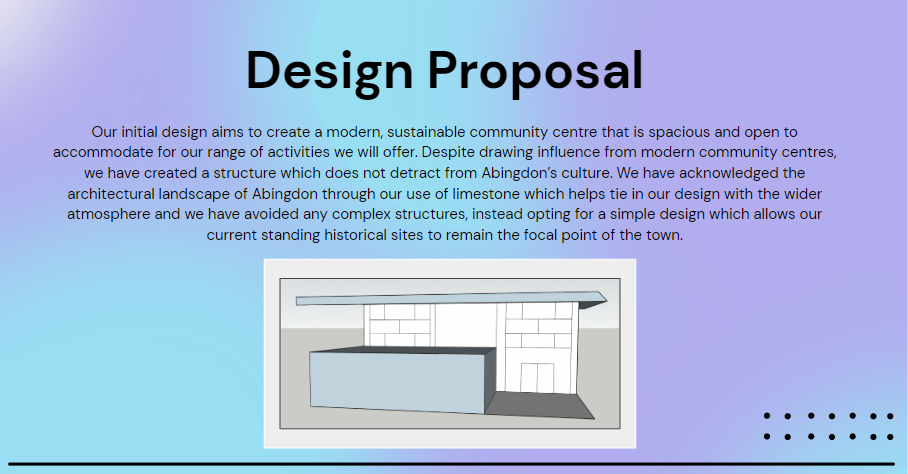 Design Proposal
Our initial design aims to create a modern, sustainable community centre that is spacious and open to
accommodate for our range of activities we will offer. Despite drawing influence from modern community centres,
we have created a structure which does not detract from Abingdon’s culture. We have acknowledged the
architectural landscape of Abingdon through our use of limestone which helps tie in our design with the wider
atmosphere and we have avoided any complex structures, instead opting for a simple design which allows our
current standing historical sites to remain the focal point of the town.